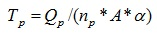 T_p = Q_p / (n_p * A * α)